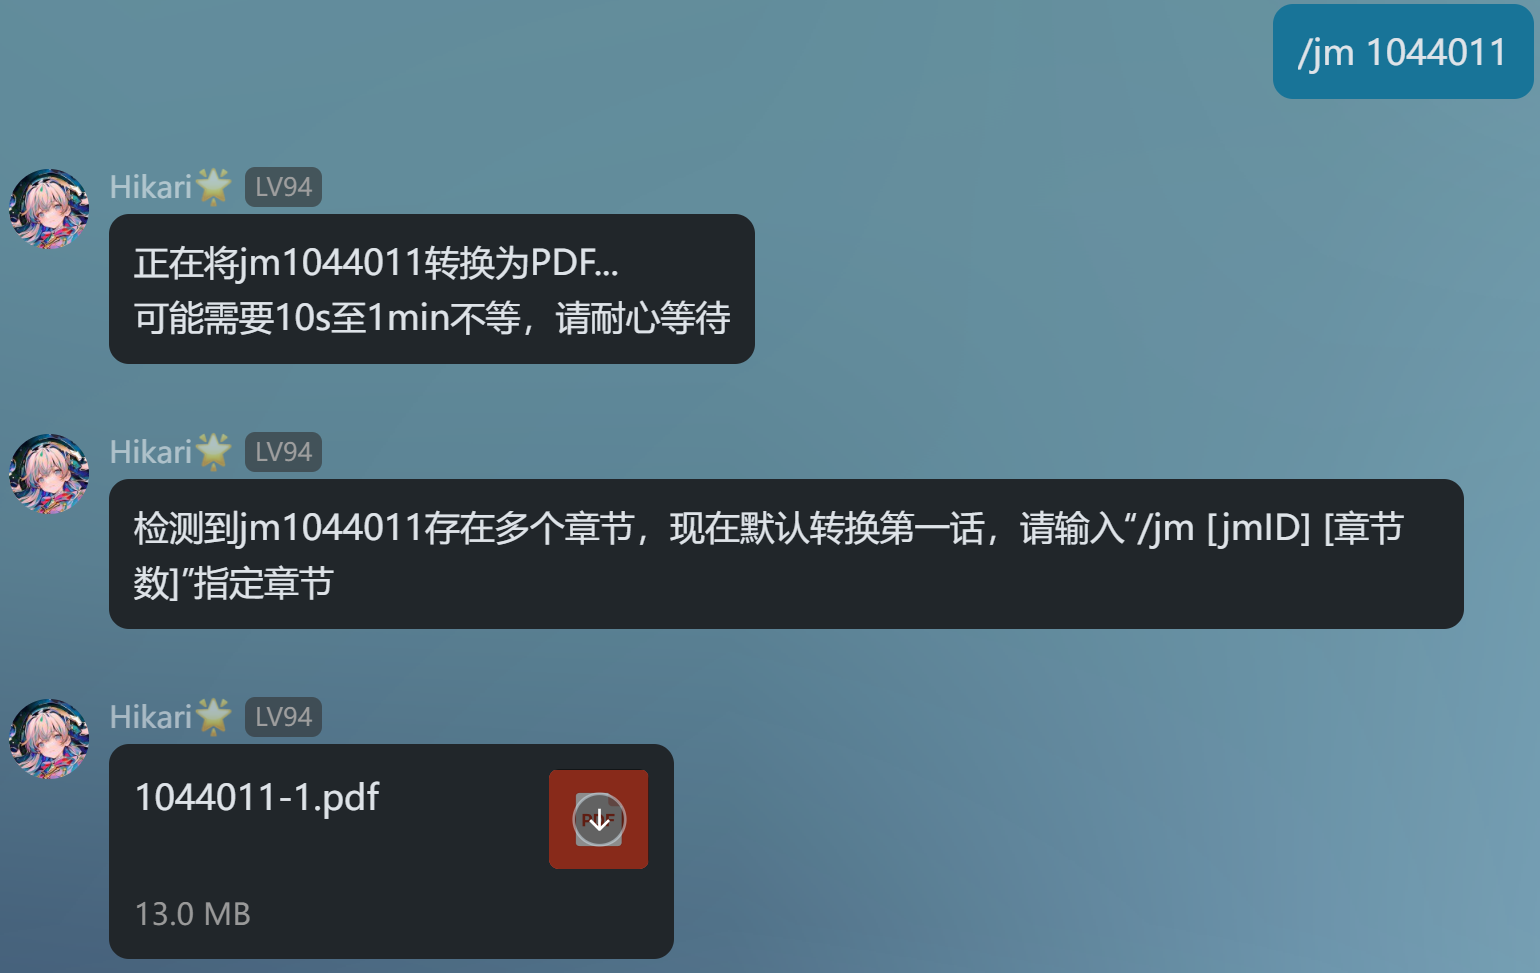 /jm 1044011
Hikari🌟 LV94
正在将jm1044011转换为PDF...
可能需要10s至1min不等，请耐心等待
Hikari🌟 LV94
检测到jm1044011存在多个章节，现在默认转换第一话，请输入“/jm [jmID] [章节
数]”指定章节
Hikari🌟 LV94
1044011-1.pdf
PDF
13.0 MB